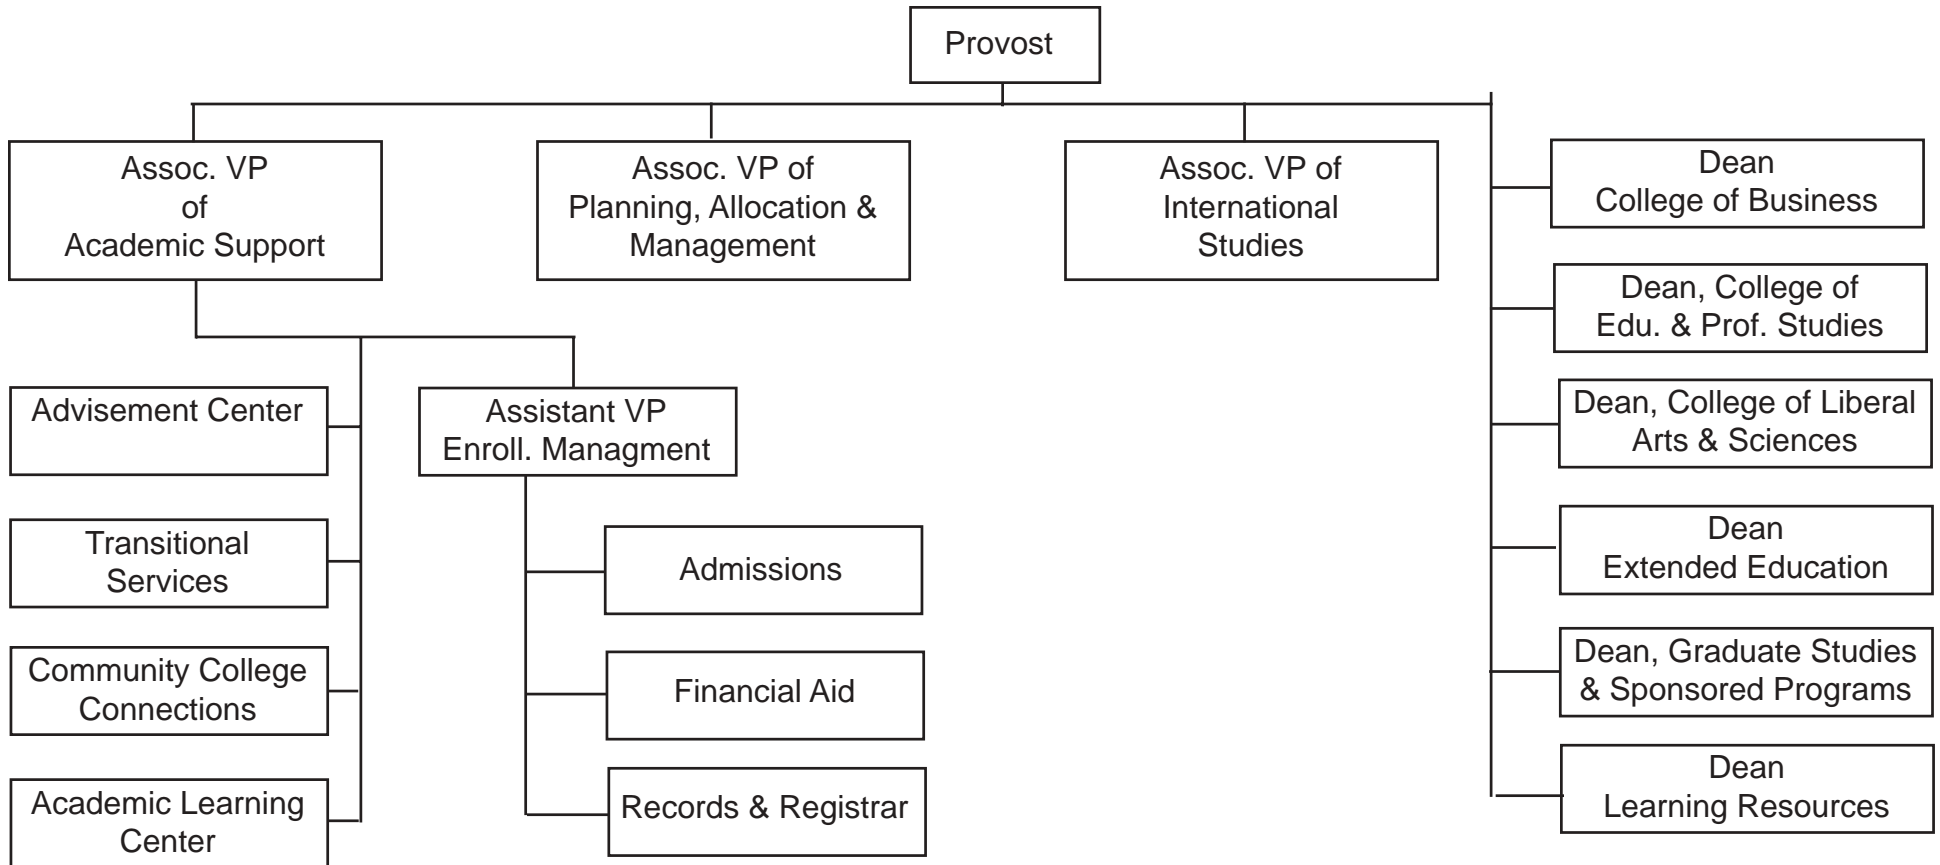 Provost
Assoc. VP
of
Academic Support
Assoc. VP of
Planning, Allocation &
Management
Assoc. VP of
International
Studies
Dean
College of Business
Dean, College of
Edu. & Prof. Studies
Dean, College of Liberal
Arts & Sciences
Dean
Extended Education
Dean, Graduate Studies
& Sponsored Programs
Dean
Learning Resources
Advisement Center
Transitional
Services
Community College
Connections
Academic Learning
Center
Assistant VP
Enroll. Managment
Admissions
Financial Aid
Records & Registrar